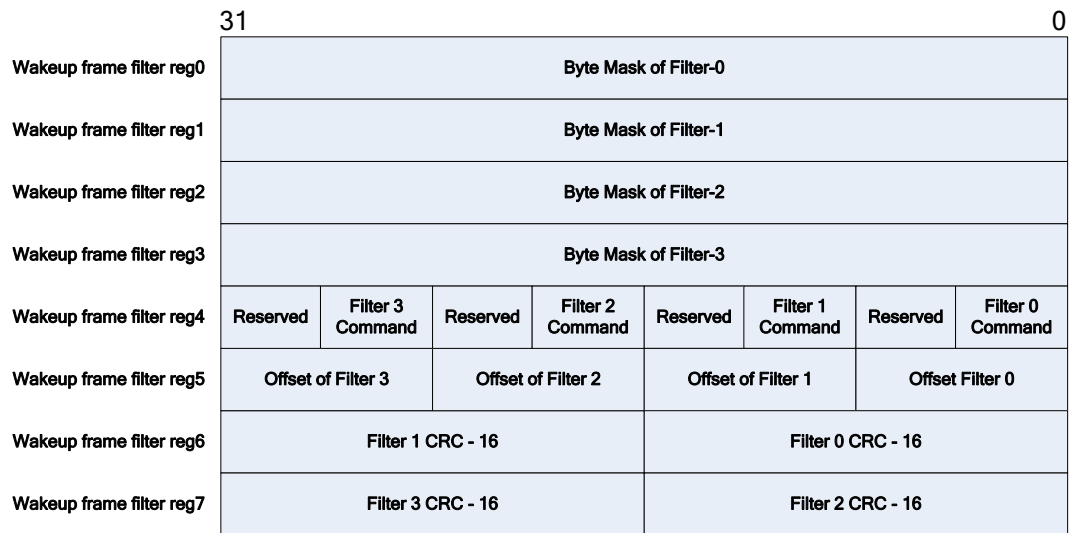 31 0
Wakeup frame filter reg0 Byte Mask of Filter-0
Wakeup frame filter reg1 Byte Mask of Filter-1
Wakeup frame filter reg2 Byte Mask of Filter-2
Wakeup frame filter reg3 Byte Mask of Filter-3
Wakeup frame filter reg4 Reserved Filter 3 Command Reserved Filter 2 Command Reserved Filter 1 Command Reserved Filter 0 Command
Wakeup frame filter reg5 Offset of Filter 3 Offset of Filter 2 Offset of Filter 1 Offset Filter 0
Wakeup frame filter reg6 Filter 1 CRC - 16 Filter 0 CRC - 16
Wakeup frame filter reg7 Filter 3 CRC - 16 Filter 2 CRC - 16